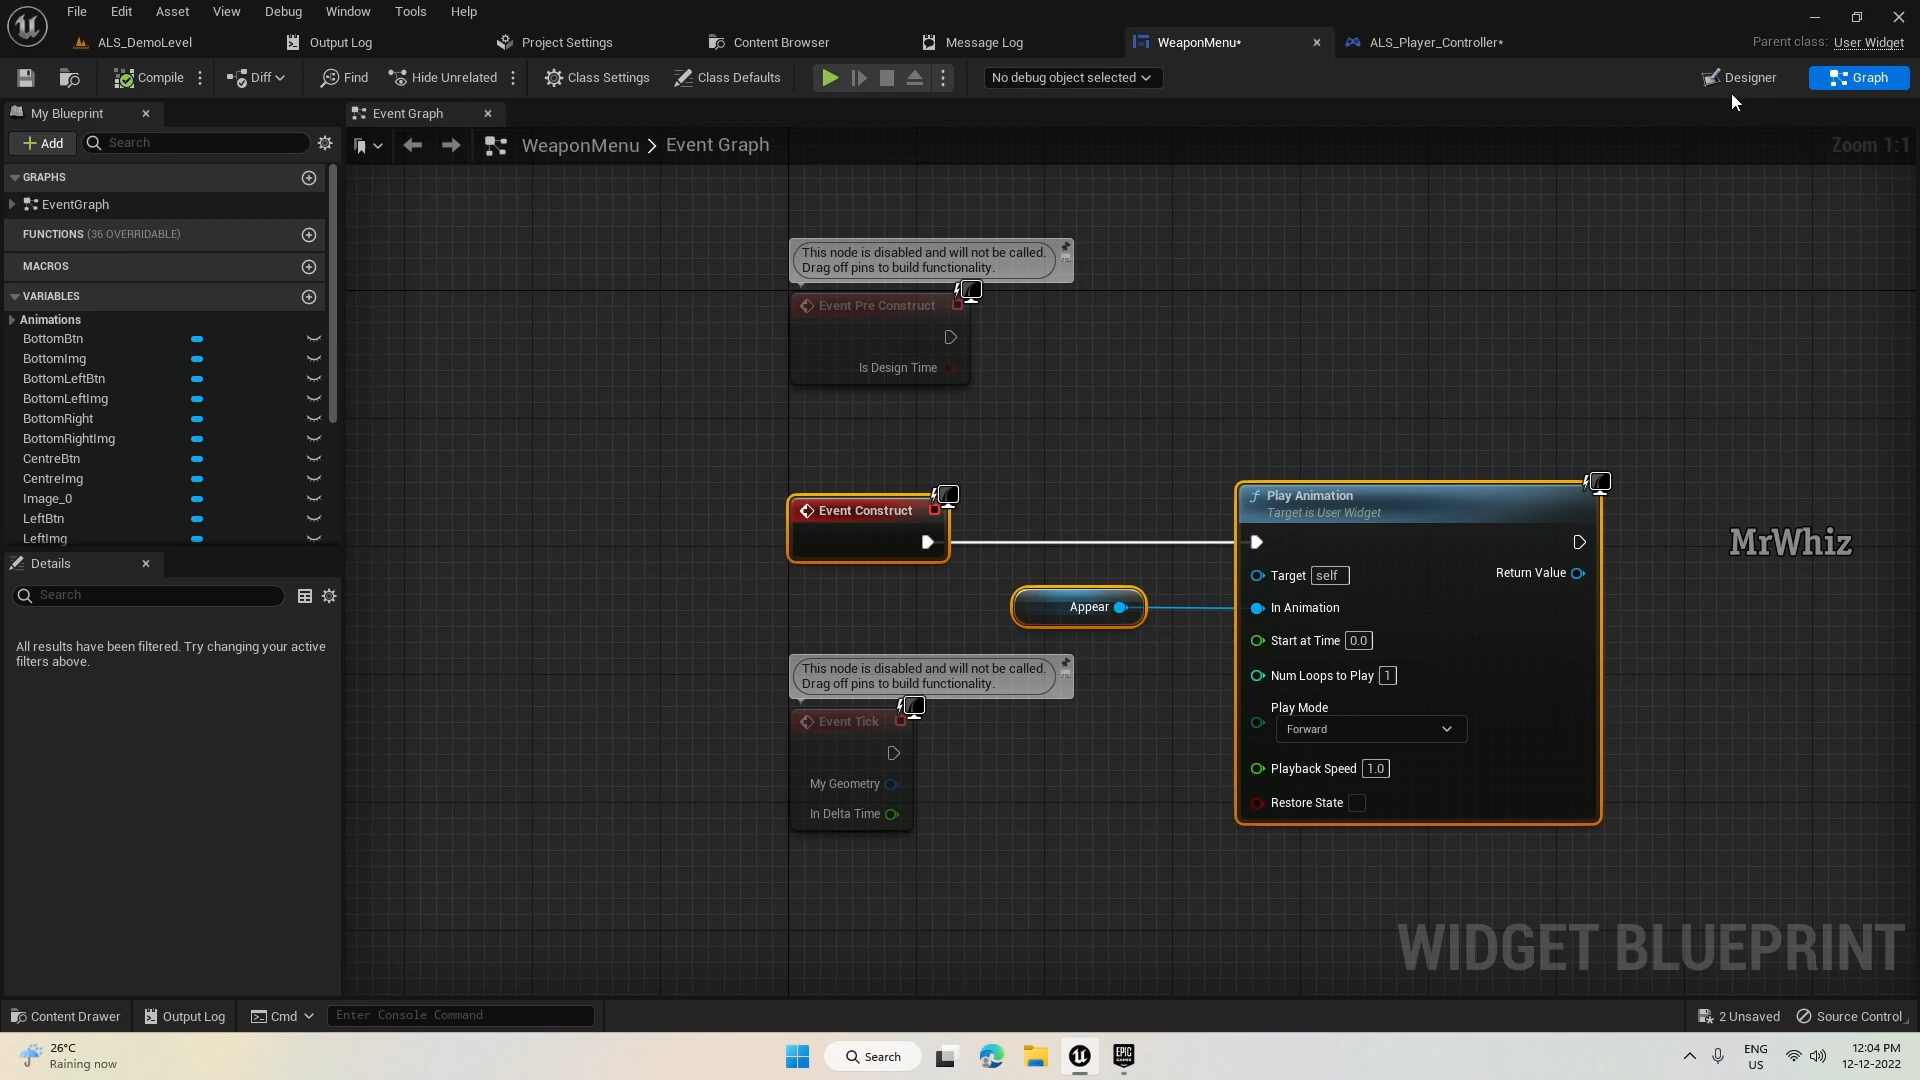 File Edit Asset View Debug Window Tools Help
ALS_DemoLevel Output Log Project Settings Content Browser Message Log WeaponMenu* ALS_Player_Controller* Parent class: User Widget
Compile Diff Find Hide Unrelated Class Settings Class Defaults No debug object selected Designer Graph
My Blueprint Event Graph
Add Search WeaponMenu > Event Graph Zoom 1:1
GRAPHS
EventGraph
FUNCTIONS (36 OVERRIDABLE)
MACROS
VARIABLES
Animations
BottomBtn
BottomImg
BottomLeftBtn
BottomLeftImg
BottomRight
BottomRightImg
CentreBtn
CentreImg
Image_0
LeftBtn
LeftImg
Details
Search
All results have been filtered. Try changing your active
filters above.
This node is disabled and will not be called.
Drag off pins to build functionality.
Event Pre Construct
Is Design Time
Event Construct
Appear
This node is disabled and will not be called.
Drag off pins to build functionality.
Event Tick
My Geometry
In Delta Time
Play Animation
Target is User Widget
Target self Return Value
In Animation
Start at Time 0.0
Num Loops to Play 1
Play Mode
Forward
Playback Speed 1.0
Restore State
MrWhiz
WIDGET BLUEPRINT
Content Drawer Output Log Cmd Enter Console Command 2 Unsaved Source Control
26°C
Raining now
Search
EPIC
GAMES
ENG
US
12:04 PM
12-12-2022